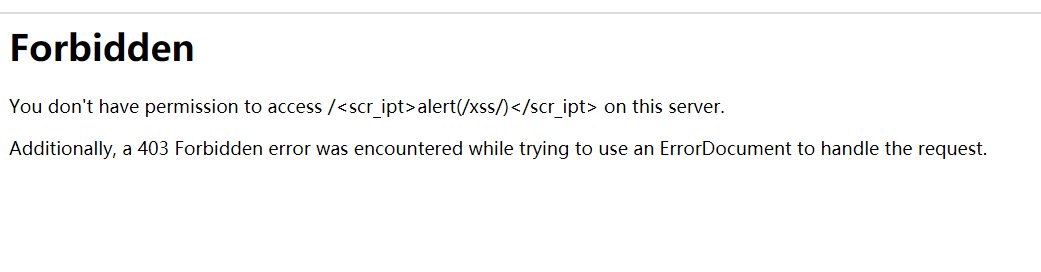 Forbidden
You don't have permission to access /<scr_ipt>alert(/xss/)</scr_ipt> on this server.
Additionally, a 403 Forbidden error was encountered while trying to use an ErrorDocument to handle the request.